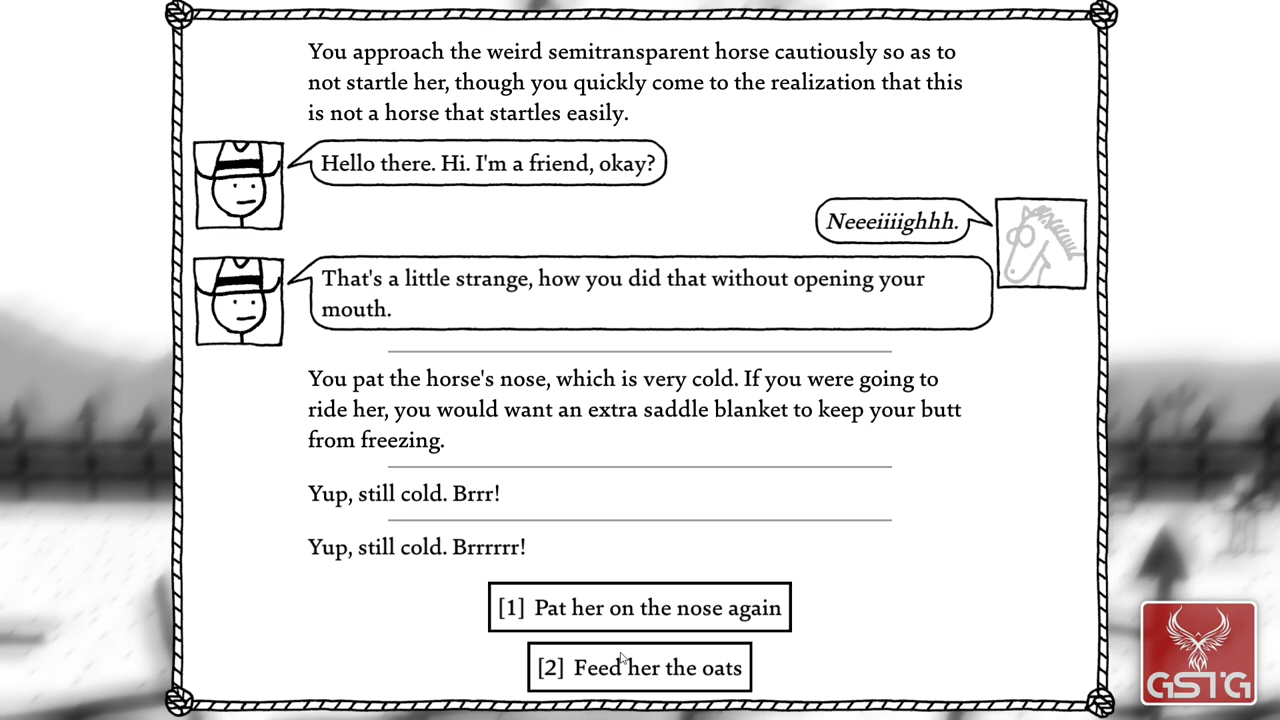 You approach the weird semitransparent horse cautiously so as to
not startle her, though you quickly come to the realization that this
is not a horse that startles easily.
Hello there. Hi. I'm a friend, okay?
Neeeiiiighhh.
That's a little strange, how you did that without opening your
mouth.
You pat the horse's nose, which is very cold. If you were going to
ride her, you would want an extra saddle blanket to keep your butt
from freezing.
Yup, still cold. Brrr!
Yup, still cold. Brrrrrr!
[1] Pat her on the nose again
[2] Feed her the oats
GSTG